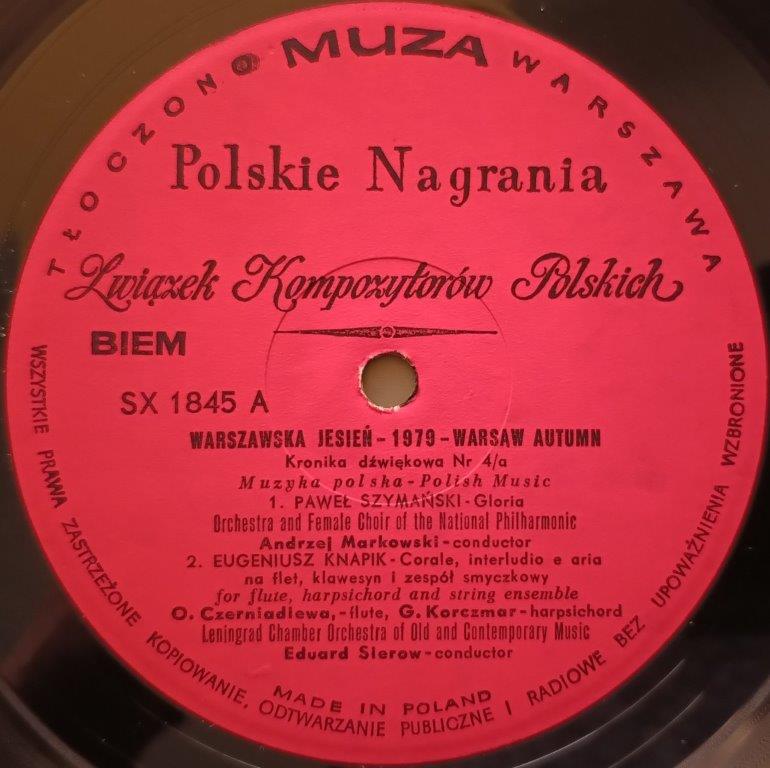 TŁOCZONO MUZA WARSZAWA
Polskie Nagrania
Związek Kompozytorów Polskich
BIEM
SX 1845 A
WARSZAWSKA JESIEŃ - 1979 - WARSAW AUTUMN
Kronika dźwiękowa Nr 4/a
Muzyka polska - Polish Music
1. PAWEŁ SZYMAŃSKI - Gloria
Orchestra and Female Choir of the National Philharmonic
Andrzej Markowski - conductor
2. EUGENIUSZ KNAPIK - Corale, interludio e aria
na flet, klawesyn i zespół smyczkowy
for flute, harpsichord and string ensemble
O. Czerniadiewa, - flute, G. Korczmar - harpsichord
Leningrad Chamber Orchestra of Old and Contemporary Music
Eduard Sierow - conductor
MADE IN POLAND
WSZYSTKIE PRAWA ZASTRZEŻONE KOPIOWANIE, ODTWARZANIE PUBLICZNE I RADIOWE BEZ UPOWAŻNIENIA WZBRONIONE